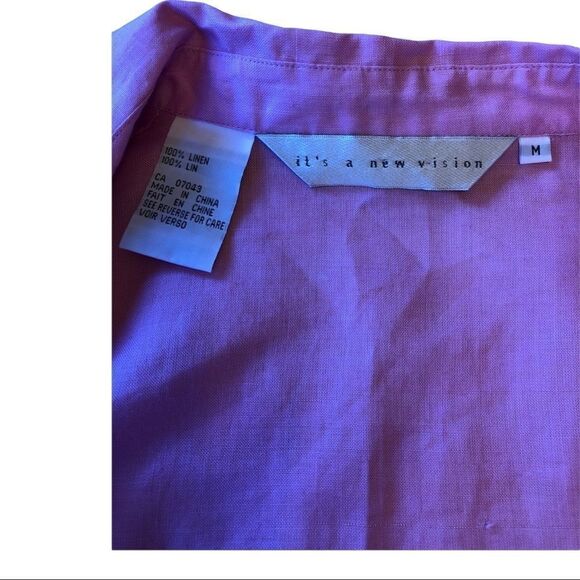 100% LINEN
100% LIN
CA 07043
MADE IN CHINA
FAIT EN CHINE
SEE REVERSE FOR CARE
VOIR VERSO
it's a new vision
M